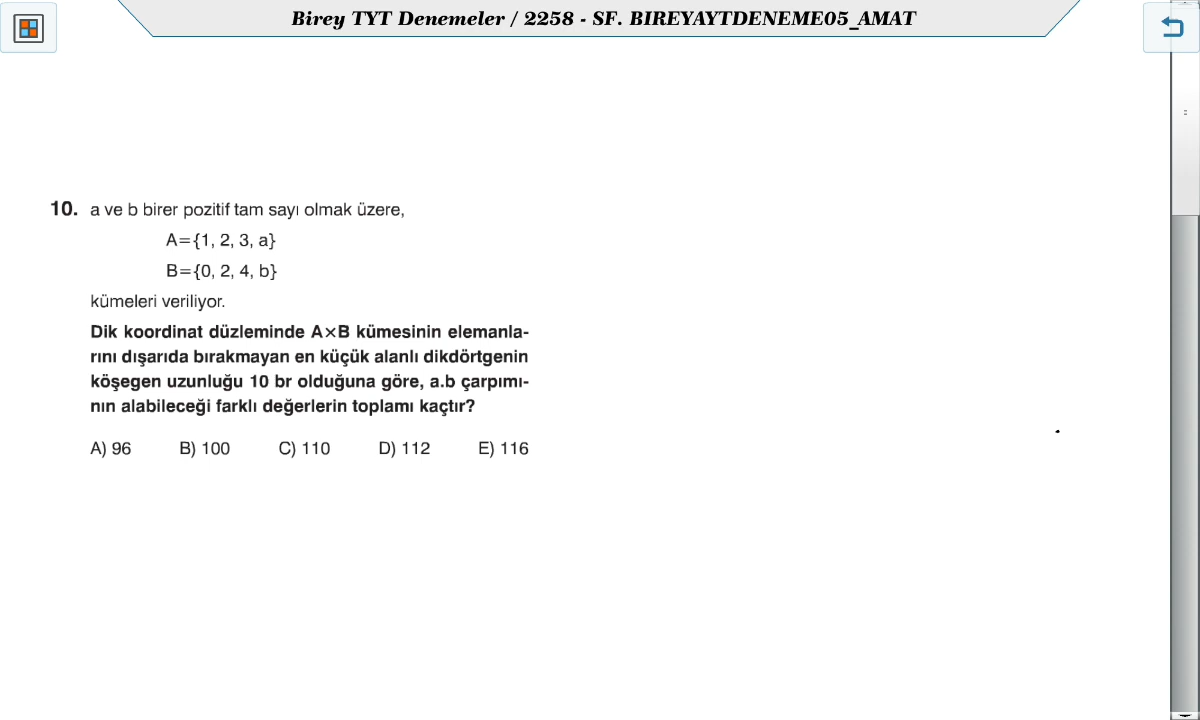 Birey TYT Denemeler / 2258 - SF. BIREYAYTDENEME05_AMAT
10. a ve b birer pozitif tam sayı olmak üzere,
A={1, 2, 3, a}
B={0, 2, 4, b}
kümeleri veriliyor.
Dik koordinat düzleminde A×B kümesinin elemanla-
rını dışarıda bırakmayan en küçük alanlı dikdörtgenin
köşegen uzunluğu 10 br olduğuna göre, a.b çarpımı-
nın alabileceği farklı değerlerin toplamı kaçtır?
A) 96 B) 100 C) 110 D) 112 E) 116